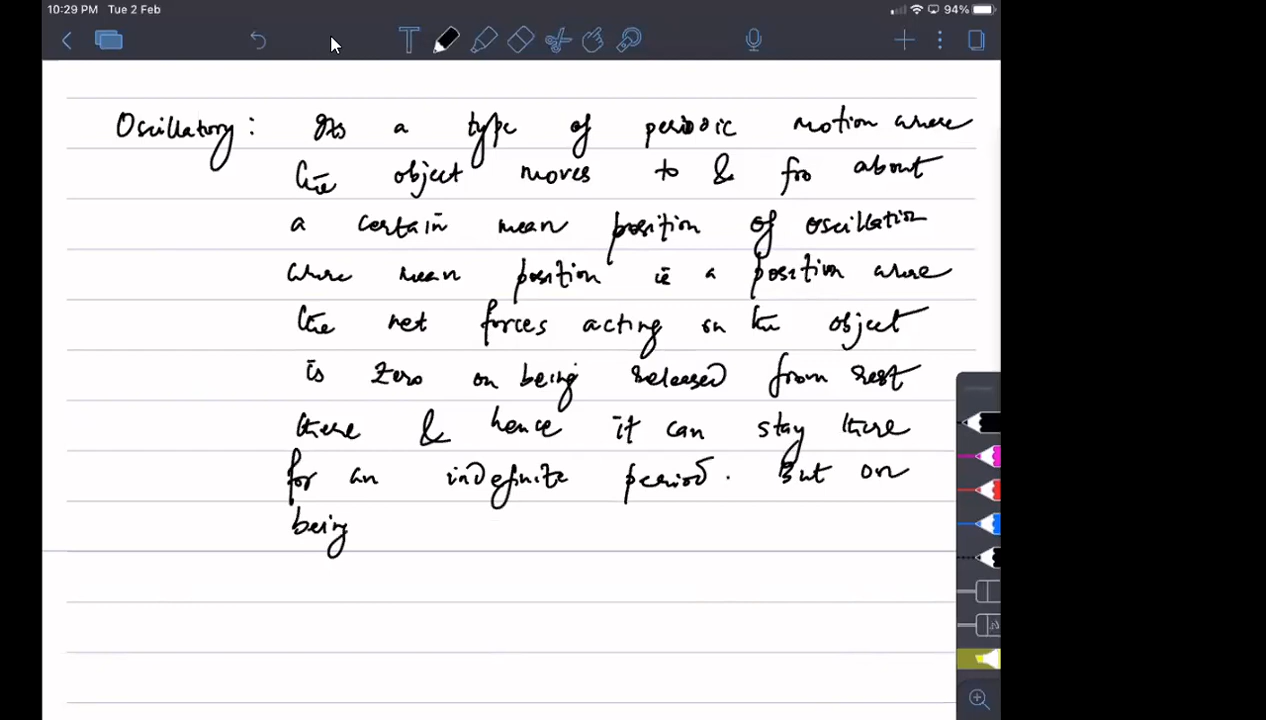 10:29 PM Tue 2 Feb 94%
T
Oscillatory: Is a type of periodic motion where
the object moves to & fro about
a certain mean position of oscillation
where mean position is a position where
the net forces acting on the object
is zero on being released from rest
there & hence it can stay there
for an indefinite period. But on
being